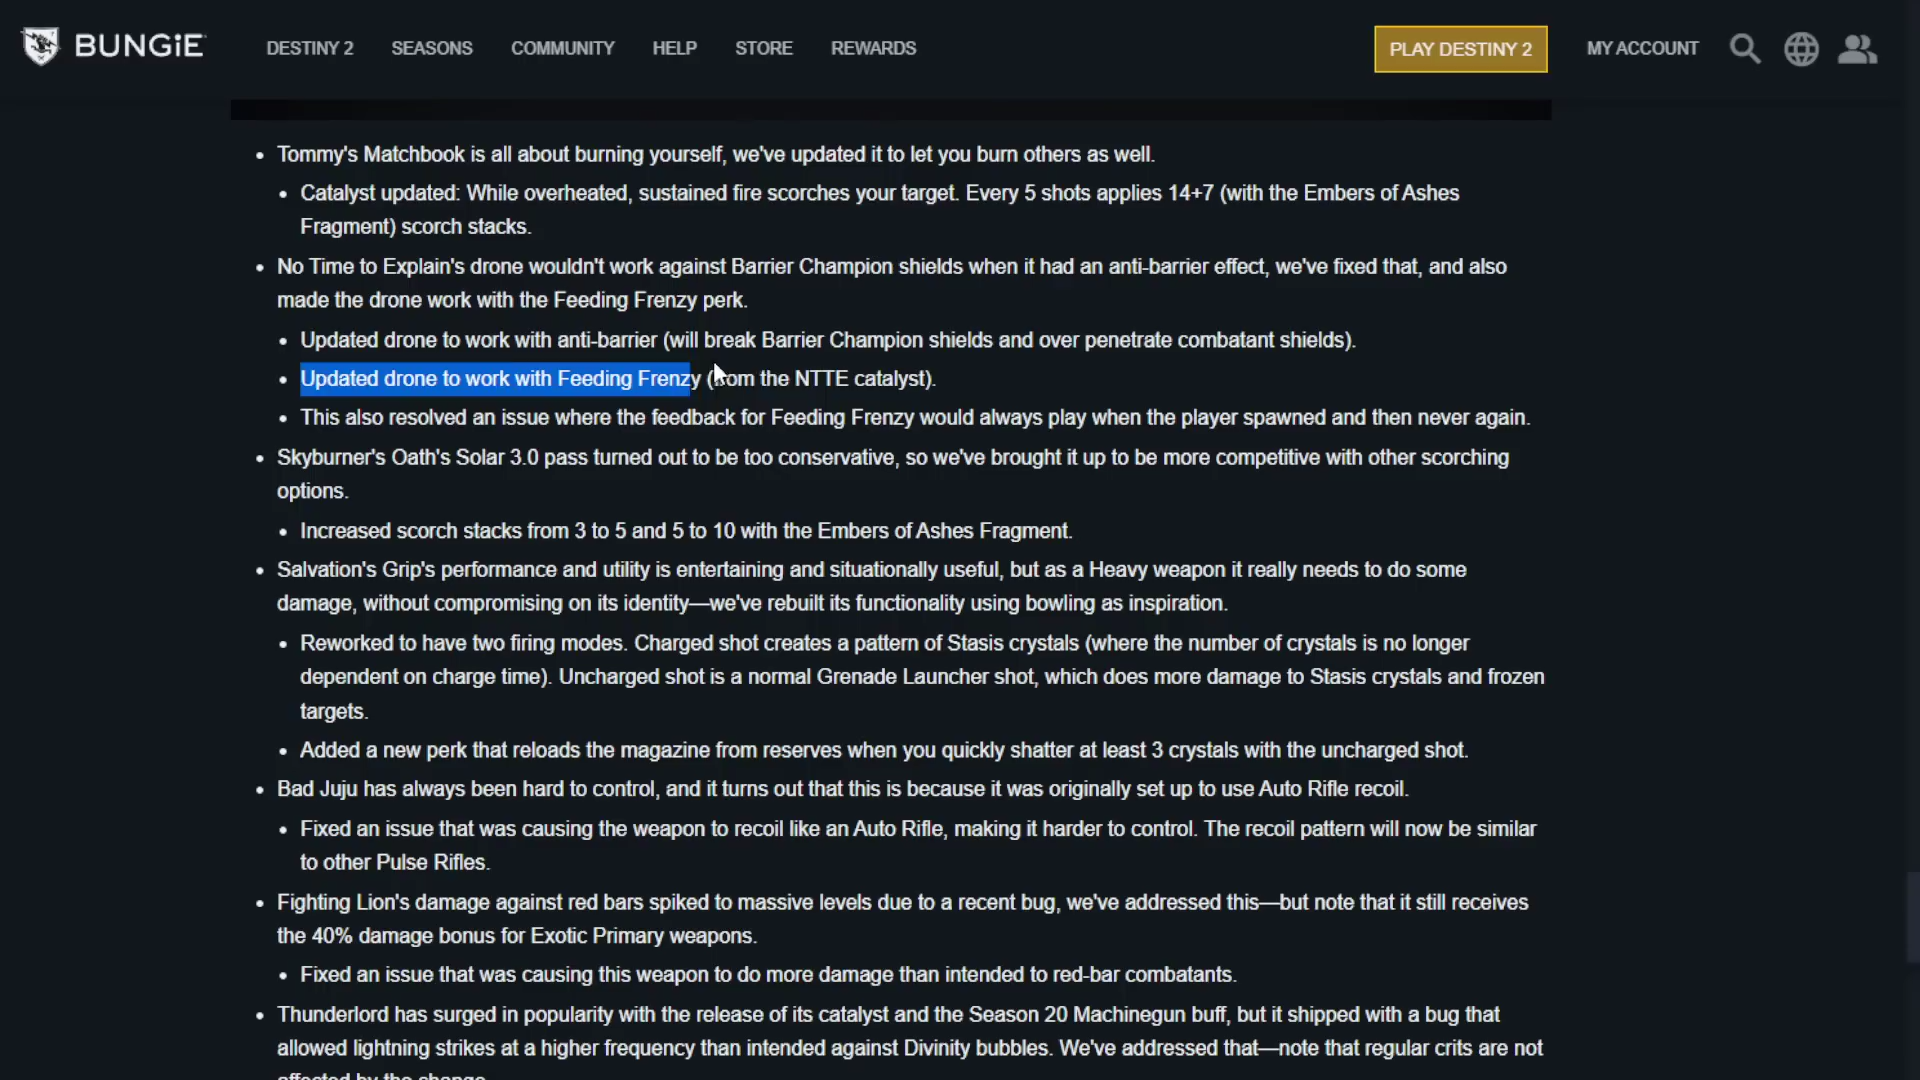 BUNGiE DESTINY 2 SEASONS COMMUNITY HELP STORE REWARDS PLAY DESTINY 2 MY ACCOUNT
• Tommy's Matchbook is all about burning yourself, we've updated it to let you burn others as well.
• Catalyst updated: While overheated, sustained fire scorches your target. Every 5 shots applies 14+7 (with the Embers of Ashes
Fragment) scorch stacks.
• No Time to Explain's drone wouldn't work against Barrier Champion shields when it had an anti-barrier effect, we've fixed that, and also
made the drone work with the Feeding Frenzy perk.
• Updated drone to work with anti-barrier (will break Barrier Champion shields and over penetrate combatant shields).
• Updated drone to work with Feeding Frenzy (from the NTTE catalyst).
• This also resolved an issue where the feedback for Feeding Frenzy would always play when the player spawned and then never again.
• Skyburner's Oath's Solar 3.0 pass turned out to be too conservative, so we've brought it up to be more competitive with other scorching
options.
• Increased scorch stacks from 3 to 5 and 5 to 10 with the Embers of Ashes Fragment.
• Salvation's Grip's performance and utility is entertaining and situationally useful, but as a Heavy weapon it really needs to do some
damage, without compromising on its identity—we've rebuilt its functionality using bowling as inspiration.
• Reworked to have two firing modes. Charged shot creates a pattern of Stasis crystals (where the number of crystals is no longer
dependent on charge time). Uncharged shot is a normal Grenade Launcher shot, which does more damage to Stasis crystals and frozen
targets.
• Added a new perk that reloads the magazine from reserves when you quickly shatter at least 3 crystals with the uncharged shot.
• Bad Juju has always been hard to control, and it turns out that this is because it was originally set up to use Auto Rifle recoil.
• Fixed an issue that was causing the weapon to recoil like an Auto Rifle, making it harder to control. The recoil pattern will now be similar
to other Pulse Rifles.
• Fighting Lion's damage against red bars spiked to massive levels due to a recent bug, we've addressed this—but note that it still receives
the 40% damage bonus for Exotic Primary weapons.
• Fixed an issue that was causing this weapon to do more damage than intended to red-bar combatants.
• Thunderlord has surged in popularity with the release of its catalyst and the Season 20 Machinegun buff, but it shipped with a bug that
allowed lightning strikes at a higher frequency than intended against Divinity bubbles. We've addressed that—note that regular crits are not
affected by the change.